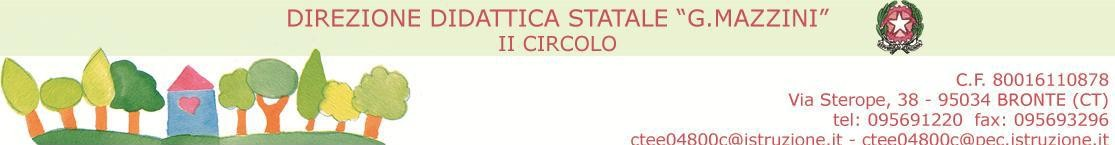 DIREZIONE DIDATTICA STATALE “G.MAZZINI”
II CIRCOLO
C.F. 80016110878
Via Sterope, 38 - 95034 BRONTE (CT)
tel: 095691220 fax: 095693296
ctee04800c@istruzione.it - ctee04800c@pec.istruzione.it